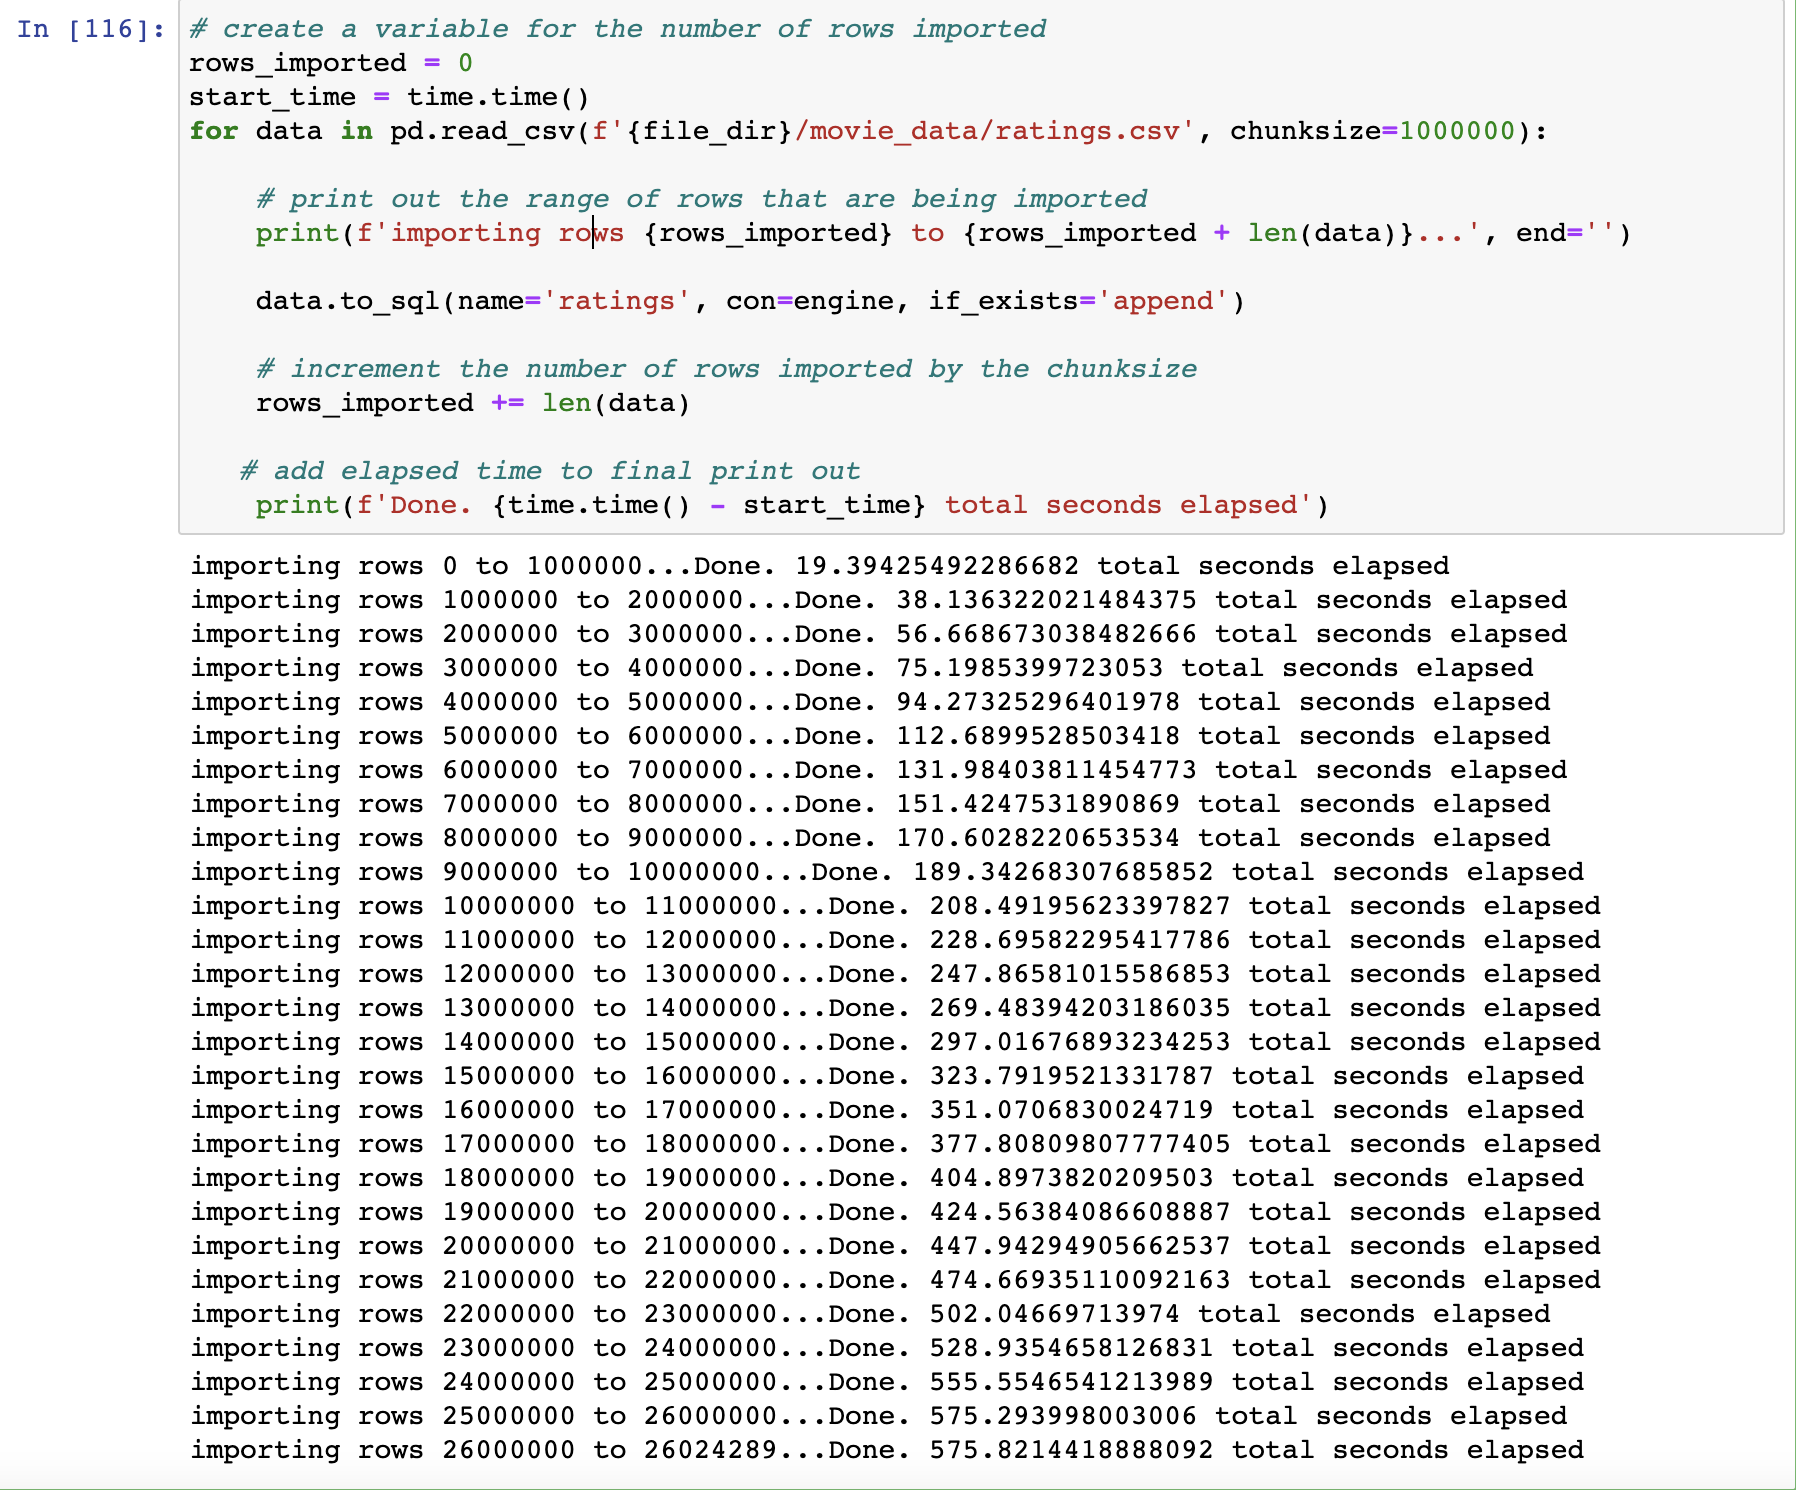 In [116]: # create a variable for the number of rows imported
rows_imported = 0
start_time = time.time()
for data in pd.read_csv(f'{file_dir}/movie_data/ratings.csv', chunksize=1000000):
# print out the range of rows that are being imported
print(f'importing rows {rows_imported} to {rows_imported + len(data)}...', end='')
data.to_sql(name='ratings', con=engine, if_exists='append')
# increment the number of rows imported by the chunksize
rows_imported += len(data)
# add elapsed time to final print out
print(f'Done. {time.time() - start_time} total seconds elapsed')
importing rows 0 to 1000000...Done. 19.39425492286682 total seconds elapsed
importing rows 1000000 to 2000000...Done. 38.136322021484375 total seconds elapsed
importing rows 2000000 to 3000000...Done. 56.668673038482666 total seconds elapsed
importing rows 3000000 to 4000000...Done. 75.1985399723053 total seconds elapsed
importing rows 4000000 to 5000000...Done. 94.27325296401978 total seconds elapsed
importing rows 5000000 to 6000000...Done. 112.6899528503418 total seconds elapsed
importing rows 6000000 to 7000000...Done. 131.98403811454773 total seconds elapsed
importing rows 7000000 to 8000000...Done. 151.4247531890869 total seconds elapsed
importing rows 8000000 to 9000000...Done. 170.6028220653534 total seconds elapsed
importing rows 9000000 to 10000000...Done. 189.34268307685852 total seconds elapsed
importing rows 10000000 to 11000000...Done. 208.49195623397827 total seconds elapsed
importing rows 11000000 to 12000000...Done. 228.69582295417786 total seconds elapsed
importing rows 12000000 to 13000000...Done. 247.86581015586853 total seconds elapsed
importing rows 13000000 to 14000000...Done. 269.48394203186035 total seconds elapsed
importing rows 14000000 to 15000000...Done. 297.01676893234253 total seconds elapsed
importing rows 15000000 to 16000000...Done. 323.7919521331787 total seconds elapsed
importing rows 16000000 to 17000000...Done. 351.0706830024719 total seconds elapsed
importing rows 17000000 to 18000000...Done. 377.80809807777405 total seconds elapsed
importing rows 18000000 to 19000000...Done. 404.8973820209503 total seconds elapsed
importing rows 19000000 to 20000000...Done. 424.56384086608887 total seconds elapsed
importing rows 20000000 to 21000000...Done. 447.94294905662537 total seconds elapsed
importing rows 21000000 to 22000000...Done. 474.66935110092163 total seconds elapsed
importing rows 22000000 to 23000000...Done. 502.04669713974 total seconds elapsed
importing rows 23000000 to 24000000...Done. 528.9354658126831 total seconds elapsed
importing rows 24000000 to 25000000...Done. 555.5546541213989 total seconds elapsed
importing rows 25000000 to 26000000...Done. 575.293998003006 total seconds elapsed
importing rows 26000000 to 26024289...Done. 575.8214418888092 total seconds elapsed